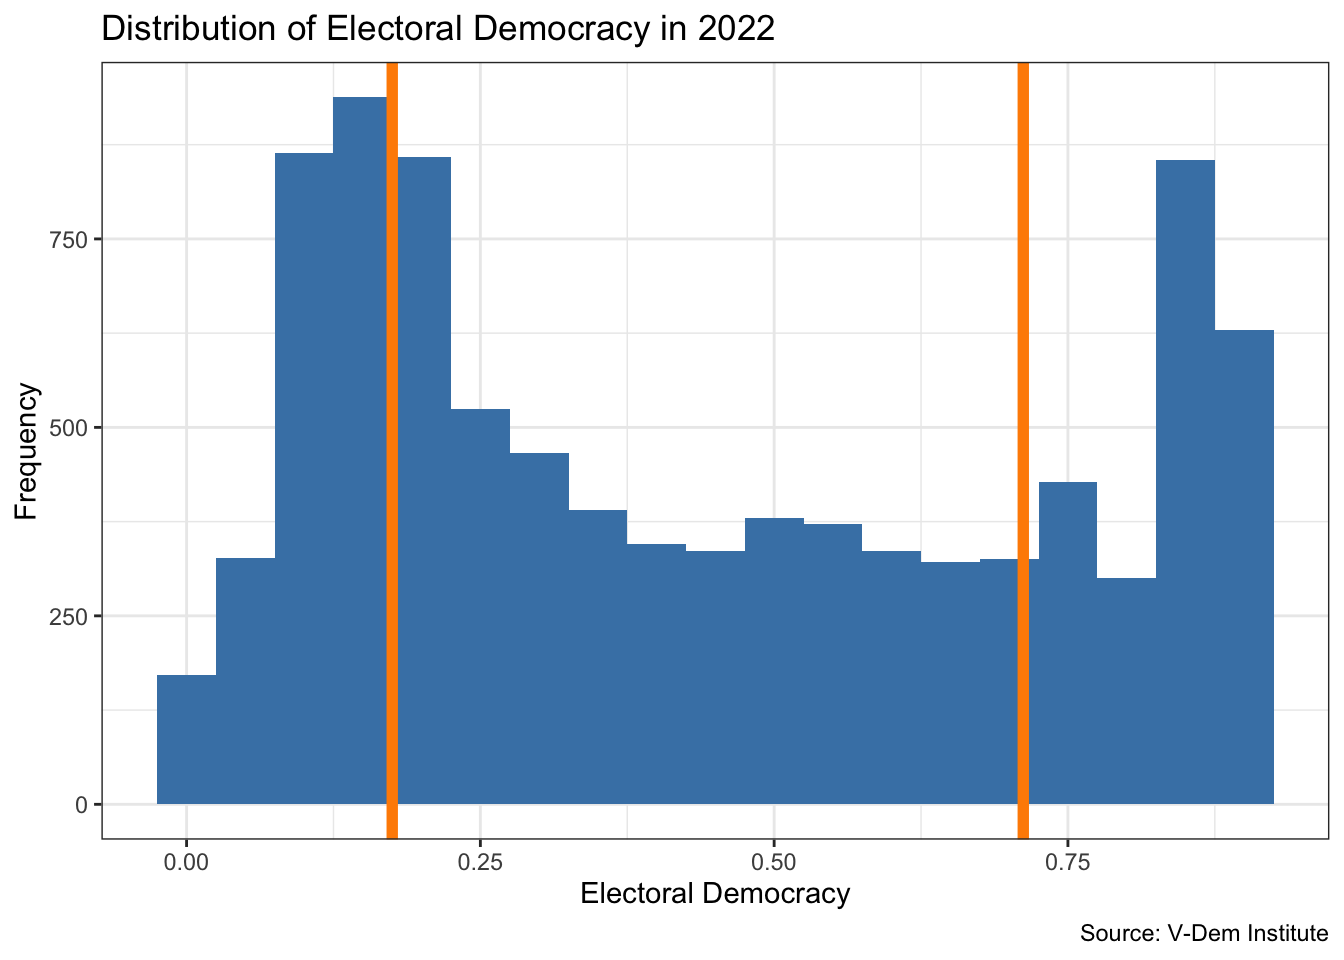 Distribution of Electoral Democracy in 2022
750
500
250
0
Frequency
0.00 0.25 0.50 0.75
Electoral Democracy
Source: V-Dem Institute